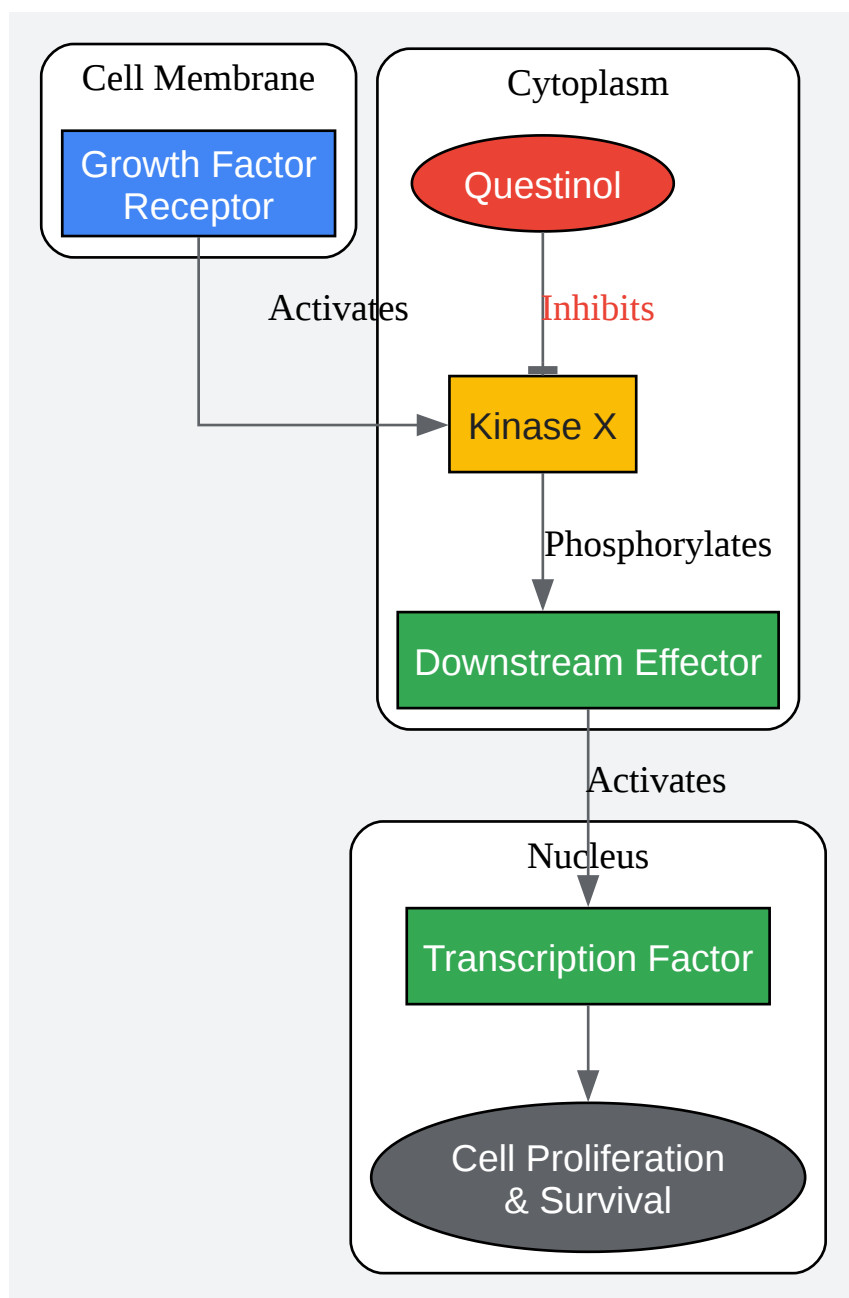 Cell Membrane
Growth Factor
Receptor
Cytoplasm
Questinol
Activates
Inhibits
Kinase X
Phosphorylates
Downstream Effector
Activates
Nucleus
Transcription Factor
Cell Proliferation
& Survival